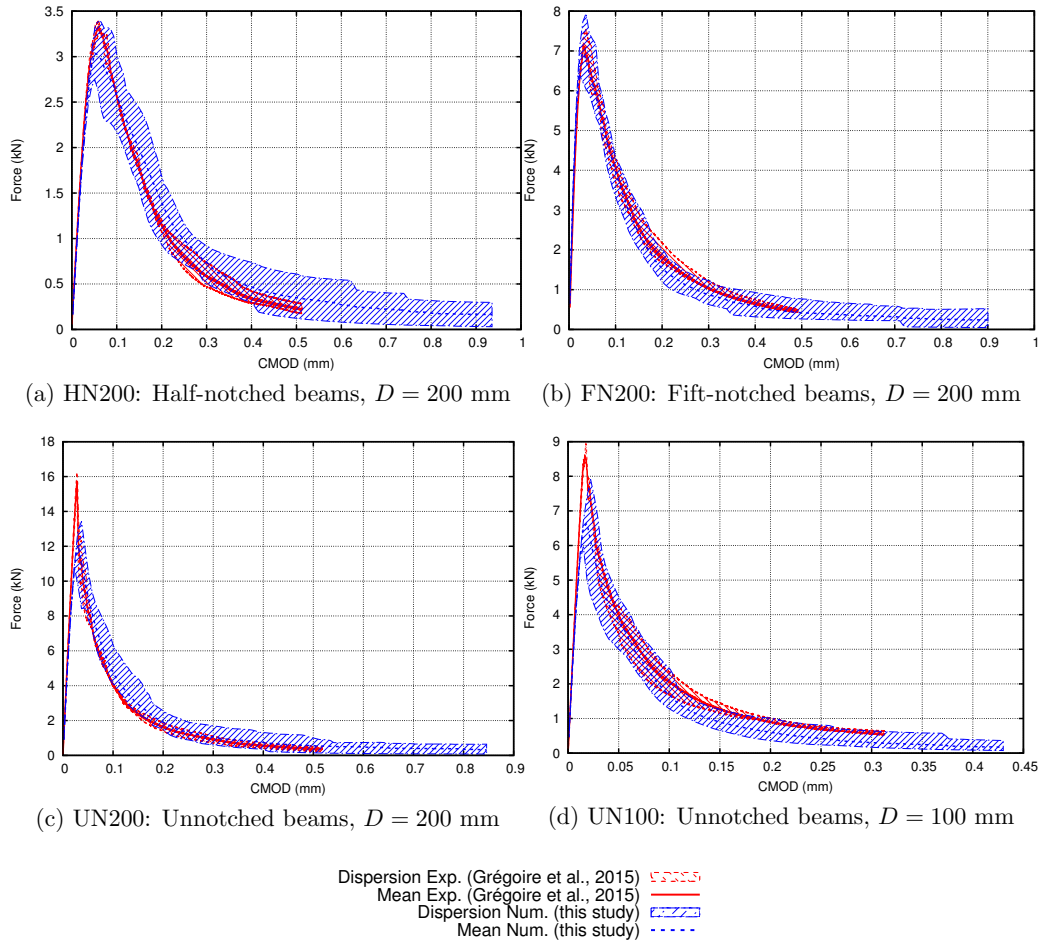 3.5
3
2.5
2
1.5
1
0.5
0
Force (kN)
0 0.1 0.2 0.3 0.4 0.5 0.6 0.7 0.8 0.9 1
CMOD (mm)
(a) HN200: Half-notched beams, D = 200 mm
8
7
6
5
4
3
2
1
0
Force (kN)
0 0.1 0.2 0.3 0.4 0.5 0.6 0.7 0.8 0.9 1
CMOD (mm)
(b) FN200: Fift-notched beams, D = 200 mm
18
16
14
12
10
8
6
4
2
0
Force (kN)
0 0.1 0.2 0.3 0.4 0.5 0.6 0.7 0.8 0.9
CMOD (mm)
(c) UN200: Unnotched beams, D = 200 mm
9
8
7
6
5
4
3
2
1
0
Force (kN)
0 0.05 0.1 0.15 0.2 0.25 0.3 0.35 0.4 0.45
CMOD (mm)
(d) UN100: Unnotched beams, D = 100 mm
Dispersion Exp. (Grégoire et al., 2015)
Mean Exp. (Grégoire et al., 2015)
Dispersion Num. (this study)
Mean Num. (this study)